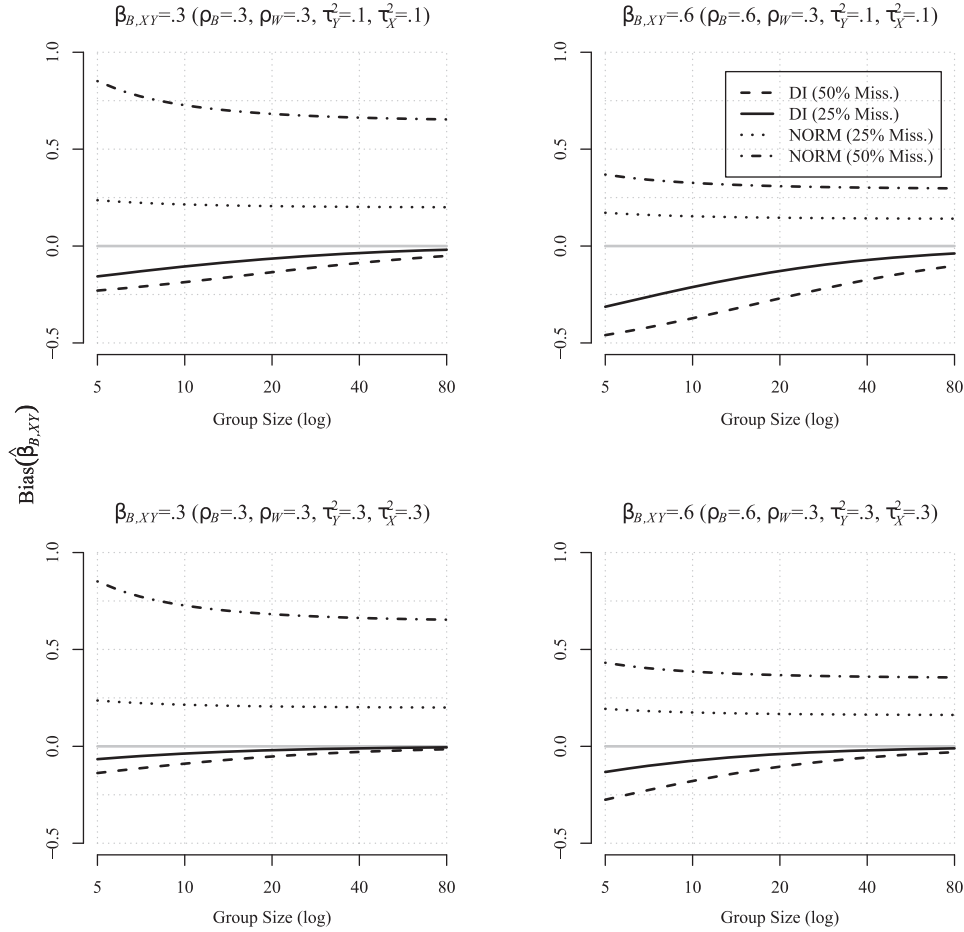 β_B,XY=.3 (ρ_B=.3, ρ_W=.3, τ²_Y=.1, τ²_X=.1)
1.0
0.5
0.0
−0.5
5 10 20 40 80
Group Size (log)
β_B,XY=.6 (ρ_B=.6, ρ_W=.3, τ²_Y=.1, τ²_X=.1)
DI (50% Miss.)
DI (25% Miss.)
NORM (25% Miss.)
NORM (50% Miss.)
1.0
0.5
0.0
−0.5
5 10 20 40 80
Group Size (log)
Bias(β̂_B,XY)
β_B,XY=.3 (ρ_B=.3, ρ_W=.3, τ²_Y=.3, τ²_X=.3)
1.0
0.5
0.0
−0.5
5 10 20 40 80
Group Size (log)
β_B,XY=.6 (ρ_B=.6, ρ_W=.3, τ²_Y=.3, τ²_X=.3)
1.0
0.5
0.0
−0.5
5 10 20 40 80
Group Size (log)